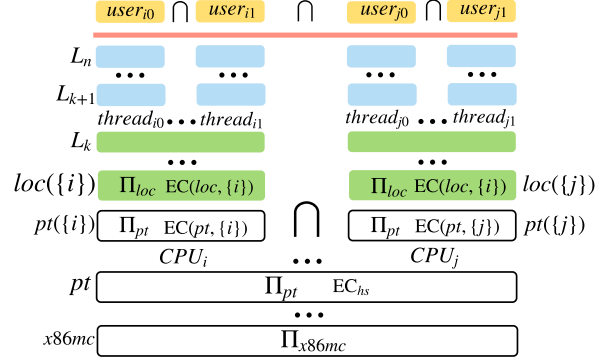 user_i0 ∩ user_i1 ∩ user_j0 ∩ user_j1
L_n
••• ••• ••• •••
L_k+1
thread_i0 ••• thread_i1 thread_j0 ••• thread_j1
L_k
••• •••
loc({i}) Π_loc EC(loc, {i}) Π_loc EC(loc, {i}) loc({j})
pt({i}) Π_pt EC(pt, {i}) ∩ Π_pt EC(pt, {j}) pt({j})
CPU_i ••• CPU_j
pt Π_pt EC_hs
•••
x86mc Π_x86mc